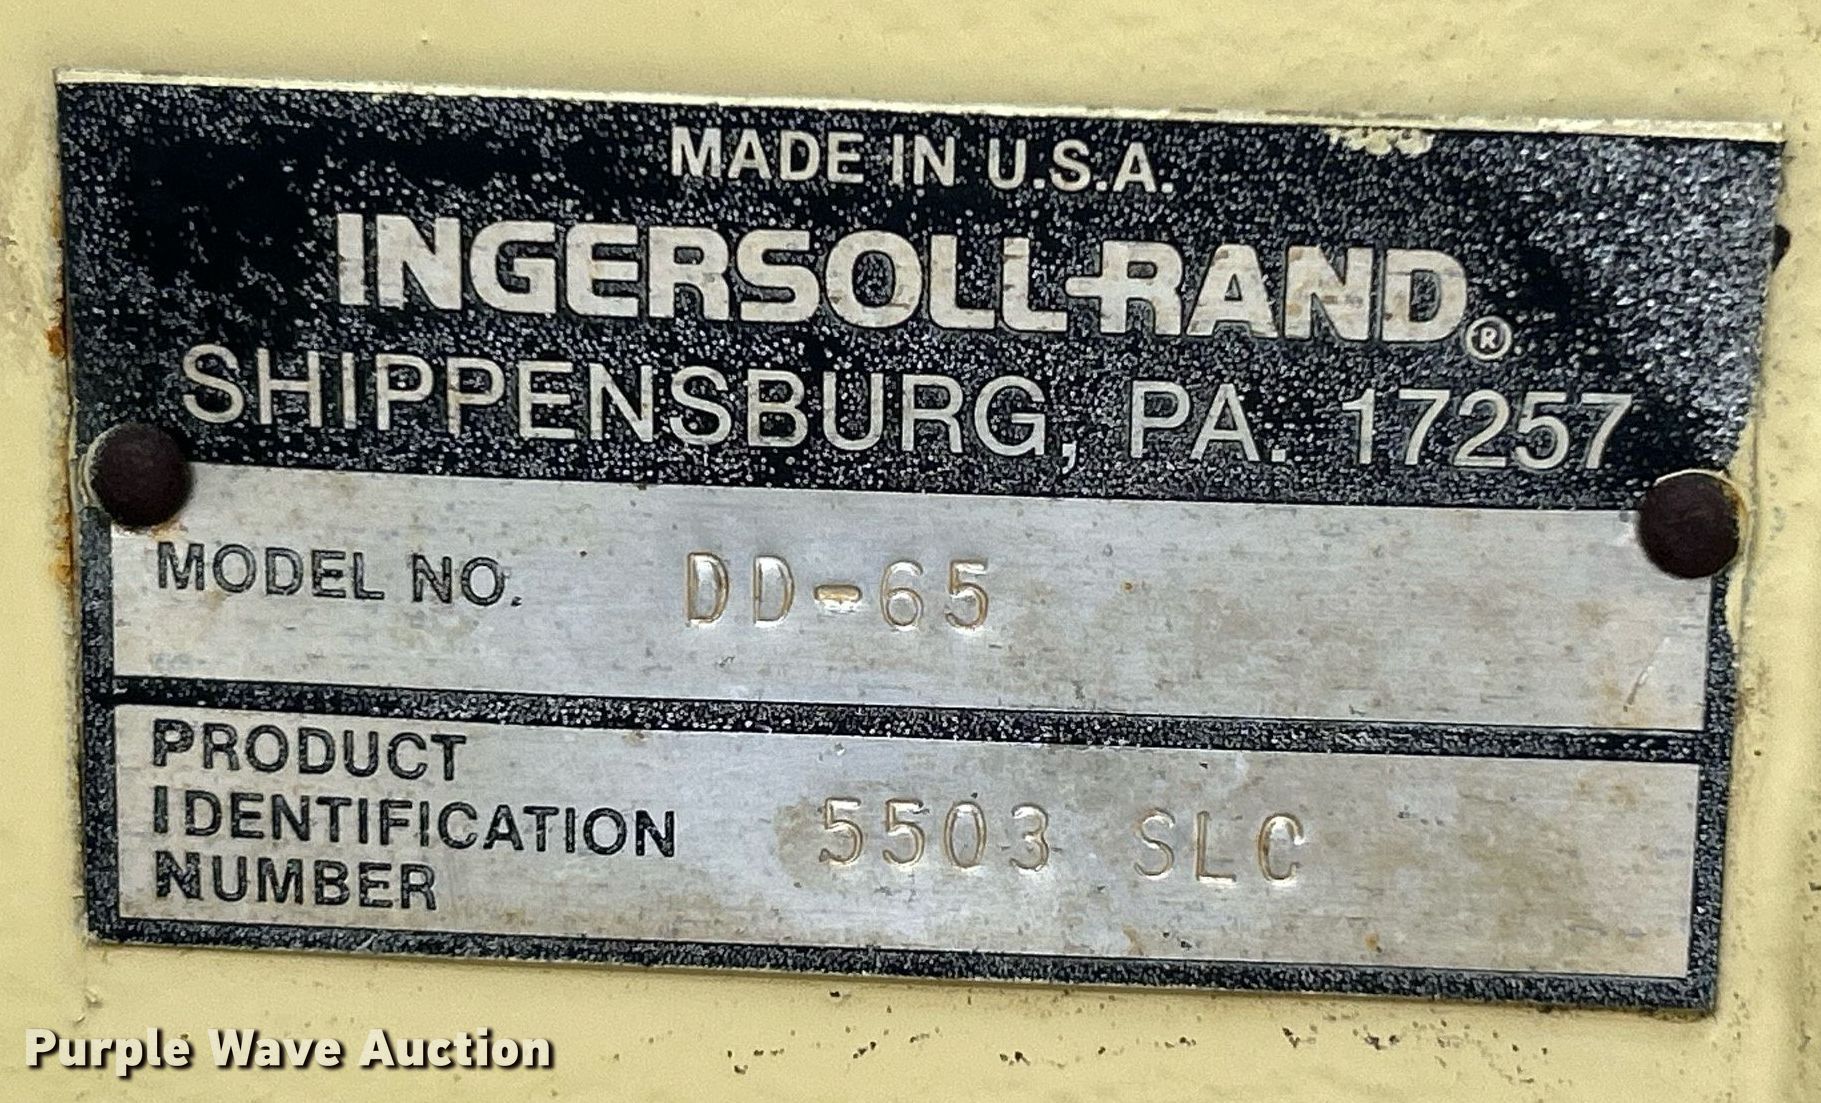 MADE IN U.S.A.
INGERSOLL-RAND®
SHIPPENSBURG, PA. 17257
MODEL NO. DD-65
PRODUCT
IDENTIFICATION 5503 SLC
NUMBER
Purple Wave Auction